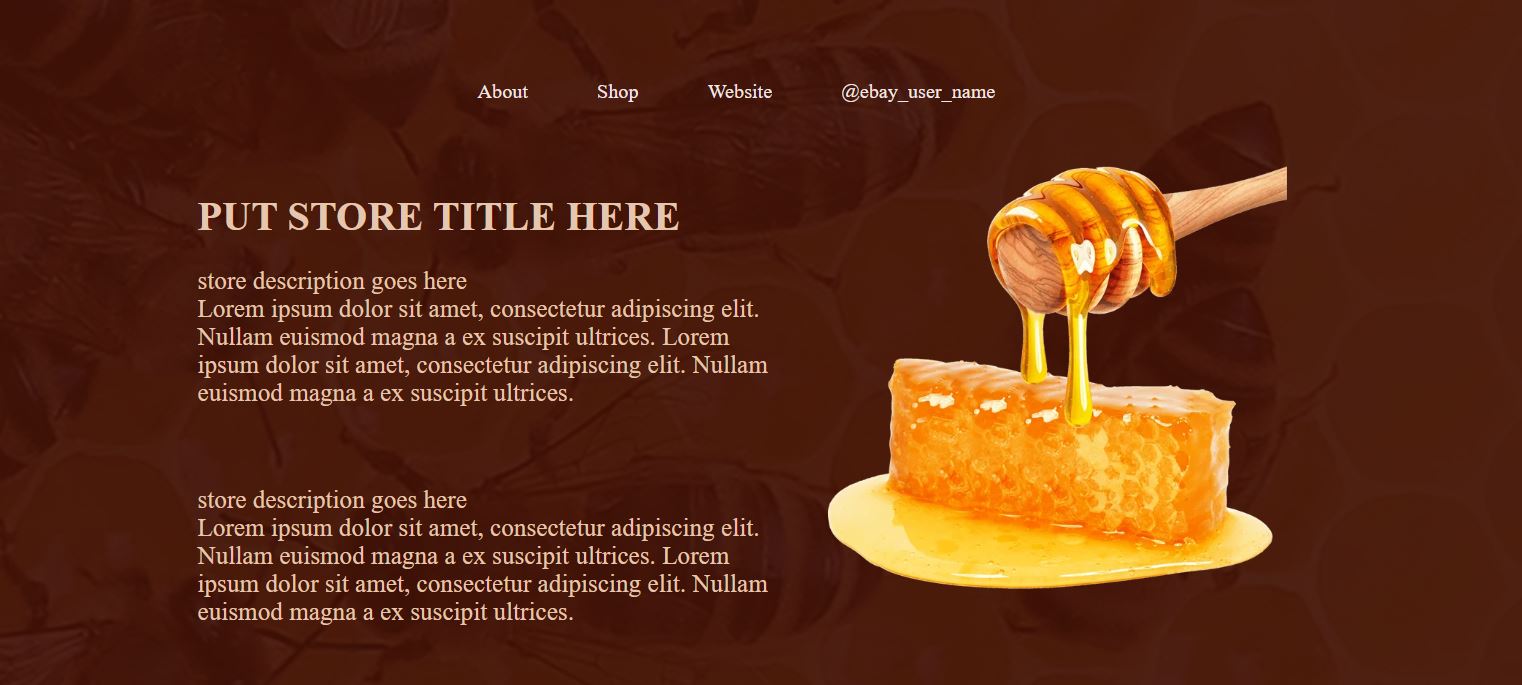 About Shop Website @ebay_user_name
PUT STORE TITLE HERE
store description goes here
Lorem ipsum dolor sit amet, consectetur adipiscing elit.
Nullam euismod magna a ex suscipit ultrices. Lorem
ipsum dolor sit amet, consectetur adipiscing elit. Nullam
euismod magna a ex suscipit ultrices.
store description goes here
Lorem ipsum dolor sit amet, consectetur adipiscing elit.
Nullam euismod magna a ex suscipit ultrices. Lorem
ipsum dolor sit amet, consectetur adipiscing elit. Nullam
euismod magna a ex suscipit ultrices.